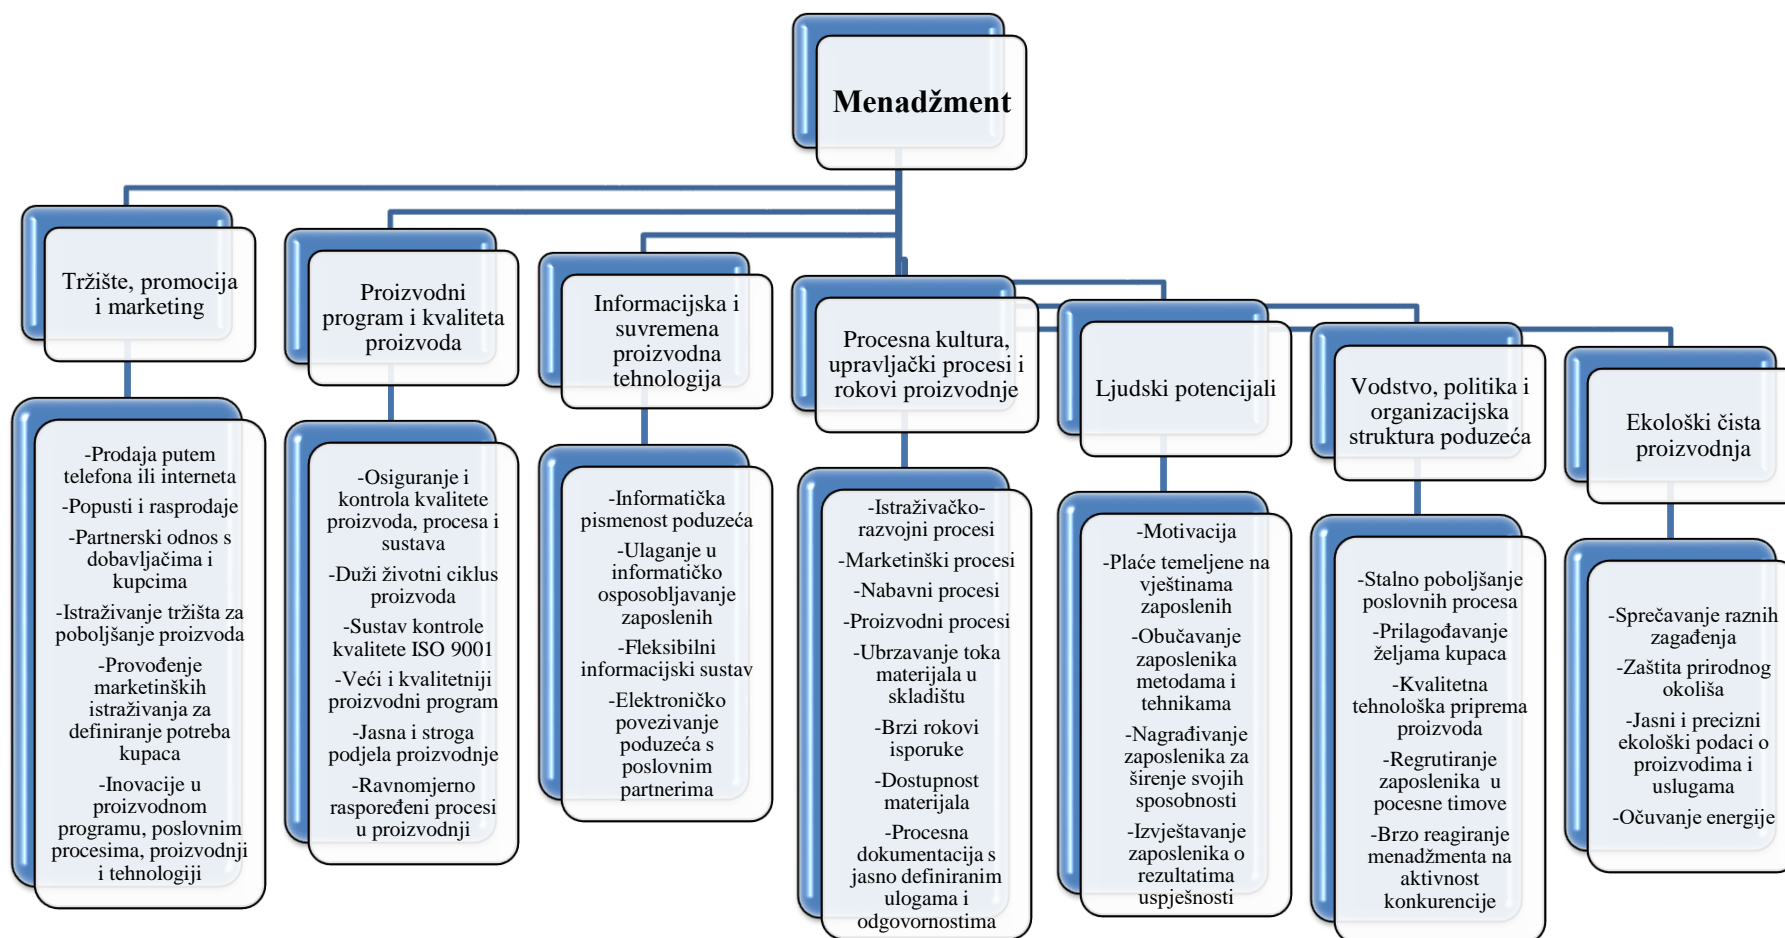 Menadžment
Tržište, promocija
i marketing
Proizvodni
program i kvaliteta
proizvoda
Informacijska i
suvremena
proizvodna
tehnologija
Procesna kultura,
upravljački procesi i
rokovi proizvodnje
Ljudski potencijali
Vodstvo, politika i
organizacijska
struktura poduzeća
Ekološki čista
proizvodnja
-Prodaja putem
telefona ili interneta
-Popusti i rasprodaje
-Partnerski odnos s
dobavljačima i
kupcima
-Istraživanje tržišta za
poboljšanje proizvoda
-Provođenje
marketinških
istraživanja za
definiranje potreba
kupaca
-Inovacije u
proizvodnom
programu, poslovnim
procesima, proizvodnji
i tehnologiji
-Osiguranje i
kontrola kvalitete
proizvoda, procesa i
sustava
-Duži životni ciklus
proizvoda
-Sustav kontrole
kvalitete ISO 9001
-Veći i kvalitetniji
proizvodni program
-Jasna i stroga
podjela proizvodnje
-Ravnomjerno
raspoređeni procesi
u proizvodnji
-Informatička
pismenost poduzeća
-Ulaganje u
informatičko
osposobljavanje
zaposlenih
-Fleksibilni
informacijski sustav
-Elektroničko
povezivanje
poduzeća s
poslovnim
partnerima
-Istraživačko-
razvojni procesi
-Marketinški procesi
-Nabavni procesi
-Proizvodni procesi
-Ubrzavanje toka
materijala u
skladištu
-Brzi rokovi
isporuke
-Dostupnost
materijala
-Procesna
dokumentacija s
jasno definiranim
ulogama i
odgovornostima
-Motivacija
-Plaće temeljene na
vještinama
zaposlenih
-Obučavanje
zaposlenika
metodama i
tehnikama
-Nagrađivanje
zaposlenika za
širenje svojih
sposobnosti
-Izvještavanje
zaposlenika o
rezultatima
uspješnosti
-Stalno poboljšanje
poslovnih procesa
-Prilagođavanje
željama kupaca
-Kvalitetna
tehnološka priprema
proizvoda
-Regrutiranje
zaposlenika  u
pocesne timove
-Brzo reagiranje
menadžmenta na
aktivnost
konkurencije
-Sprečavanje raznih
zagađenja
-Zaštita prirodnog
okoliša
-Jasni i precizni
ekološki podaci o
proizvodima i
uslugama
-Očuvanje energije